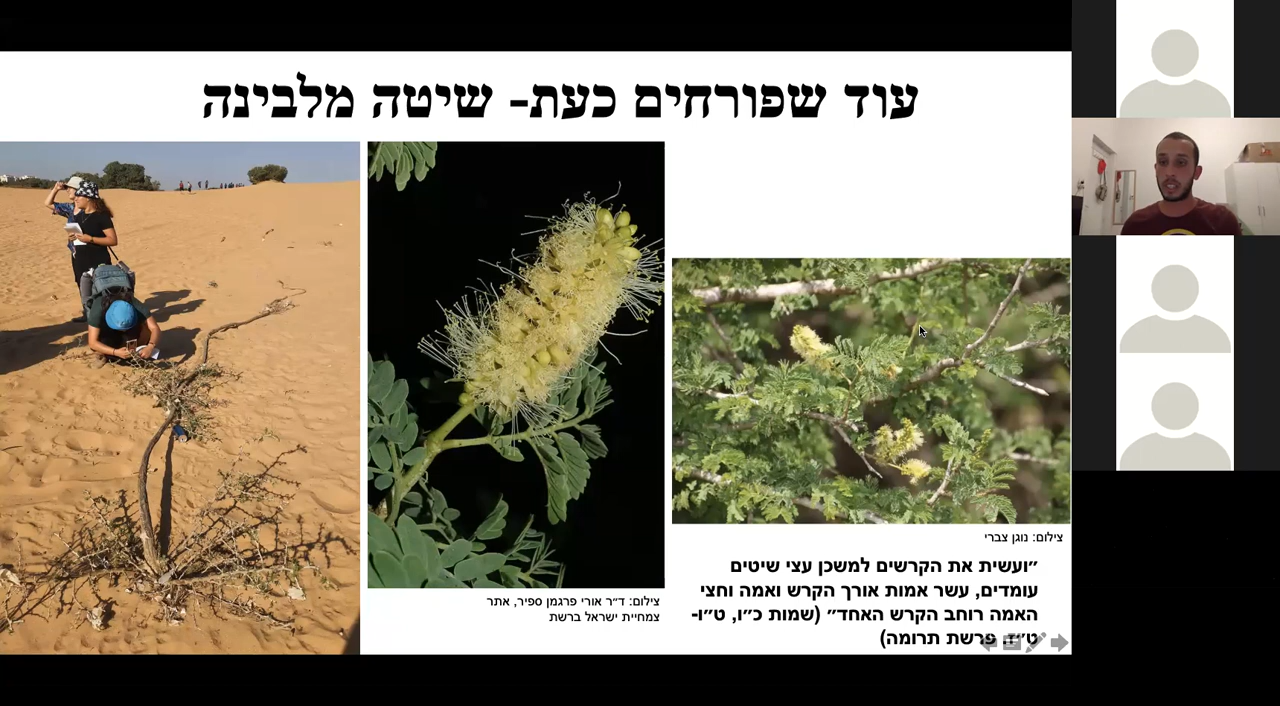 עוד שפורחים כעת- שיטה מלבינה
צילום: נוגן צברי
״ועשית את הקרשים למשכן עצי שיטים
עומדים, עשר אמות אורך הקרש ואמה וחצי
האמה רוחב הקרש האחד״ (שמות כ״ו, ט״ו-
ט״ז. פרשת תרומה)
צילום: ד״ר אורי פרגמן ספיר, אתר
צמחיית ישראל ברשת